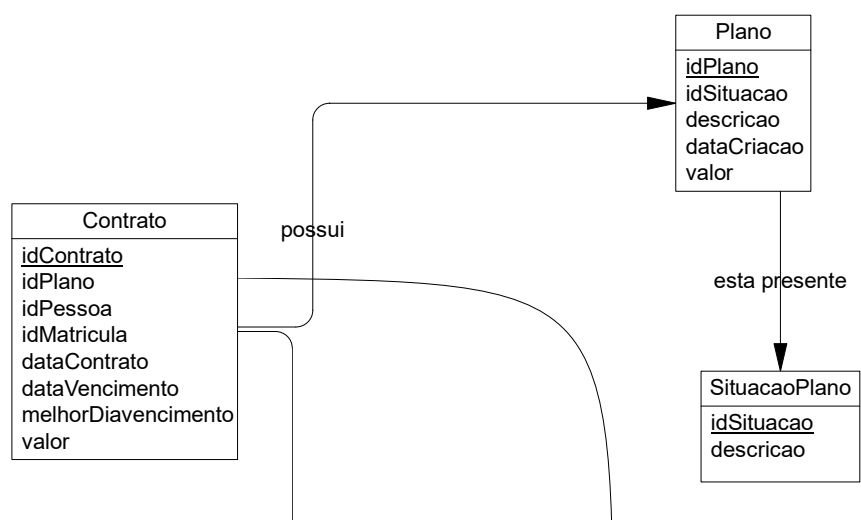 Plano
idPlano
idSituacao
descricao
dataCriacao
valor
Contrato
idContrato
idPlano
idPessoa
idMatricula
dataContrato
dataVencimento
melhorDiavencimento
valor
possui
esta presente
SituacaoPlano
idSituacao
descricao